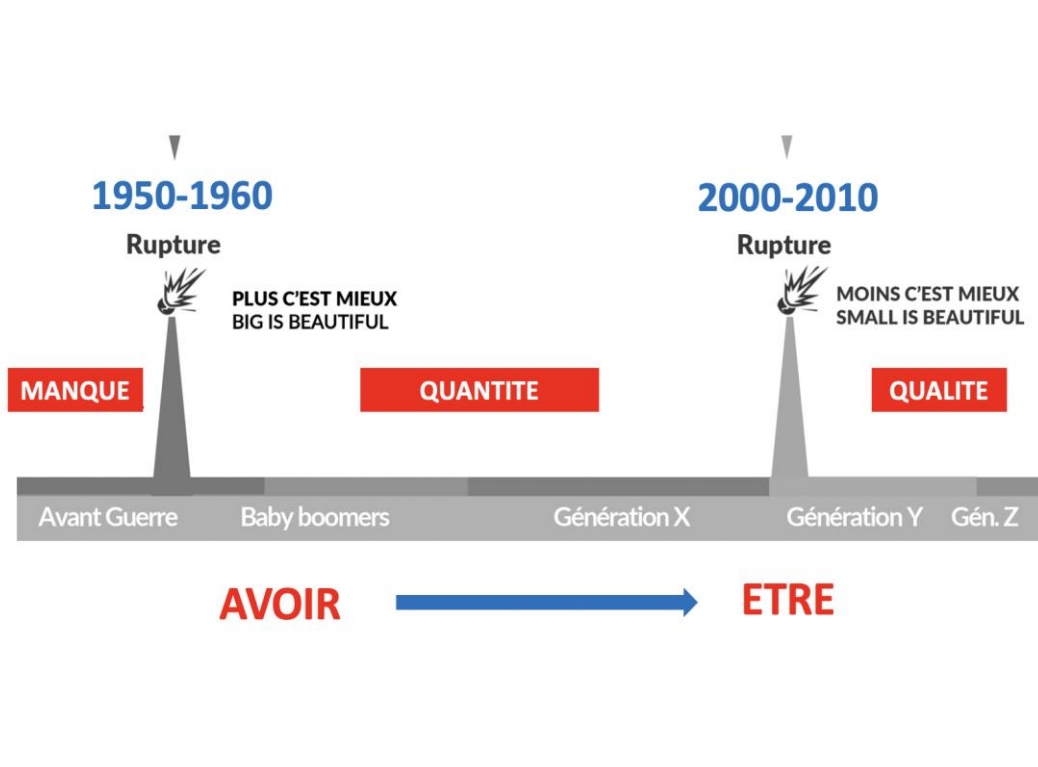 1950-1960
2000-2010
Rupture
Rupture
PLUS C'EST MIEUX
BIG IS BEAUTIFUL
MOINS C'EST MIEUX
SMALL IS BEAUTIFUL
MANQUE
QUANTITE
QUALITE
Avant Guerre
Baby boomers
Génération X
Génération Y
Gén. Z
AVOIR
ETRE